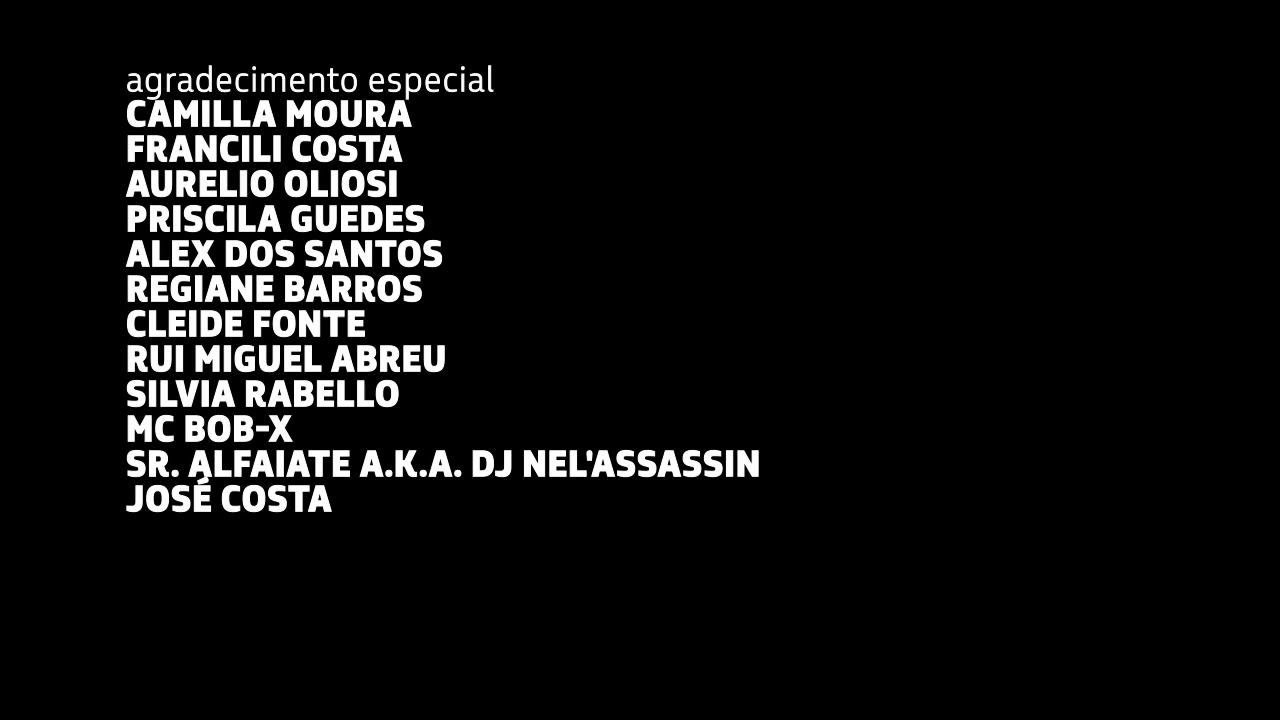 agradecimento especial
CAMILLA MOURA
FRANCILI COSTA
AURELIO OLIOSI
PRISCILA GUEDES
ALEX DOS SANTOS
REGIANE BARROS
CLEIDE FONTE
RUI MIGUEL ABREU
SILVIA RABELLO
MC BOB-X
SR. ALFAIATE A.K.A. DJ NEL'ASSASSIN
JOSÉ COSTA